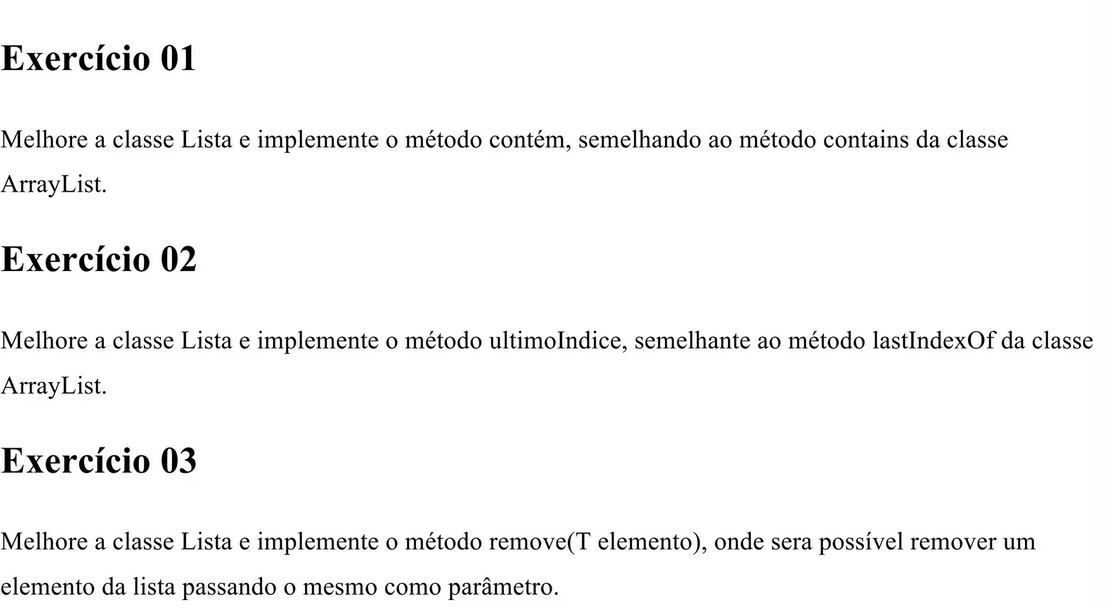 Exercício 01
Melhore a classe Lista e implemente o método contém, semelhando ao método contains da classe
ArrayList.
Exercício 02
Melhore a classe Lista e implemente o método ultimoIndice, semelhante ao método lastIndexOf da classe
ArrayList.
Exercício 03
Melhore a classe Lista e implemente o método remove(T elemento), onde sera possível remover um
elemento da lista passando o mesmo como parâmetro.